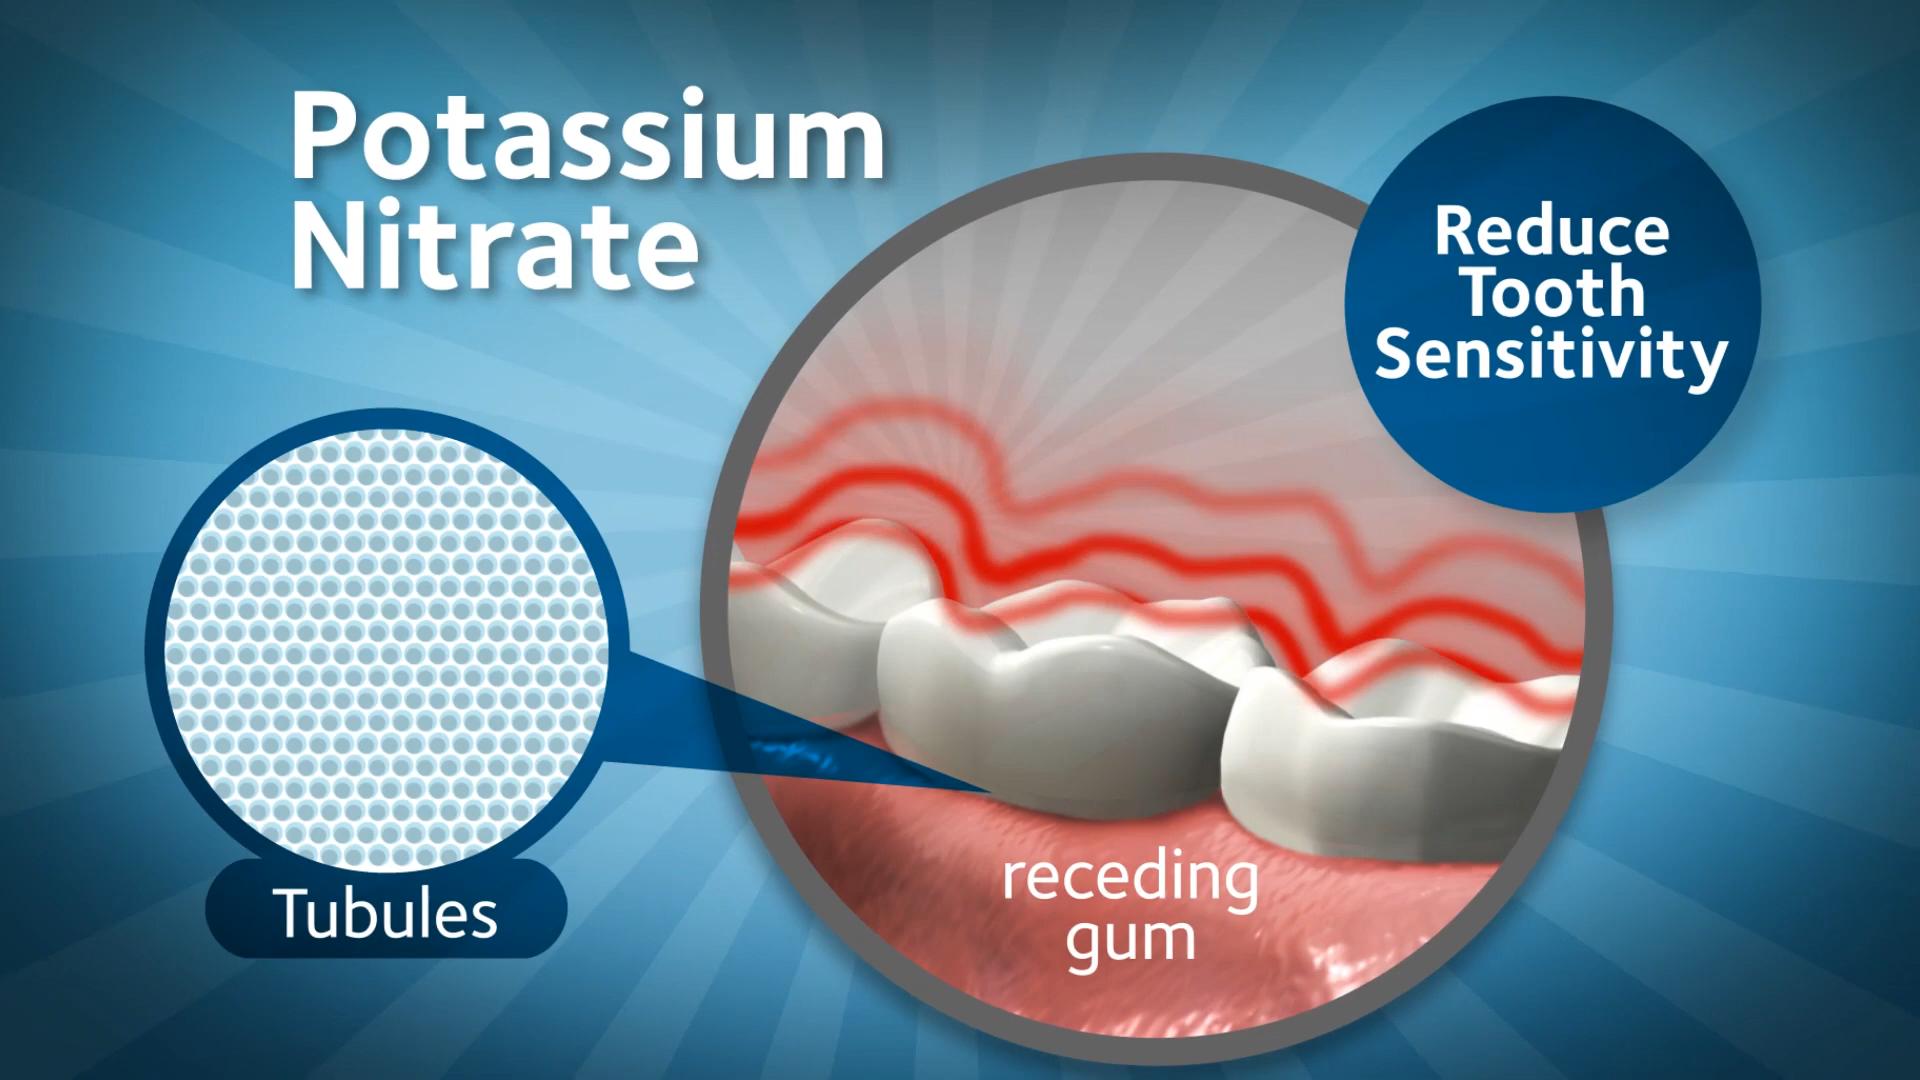 Potassium
Nitrate
Reduce
Tooth
Sensitivity
Tubules
receding
gum